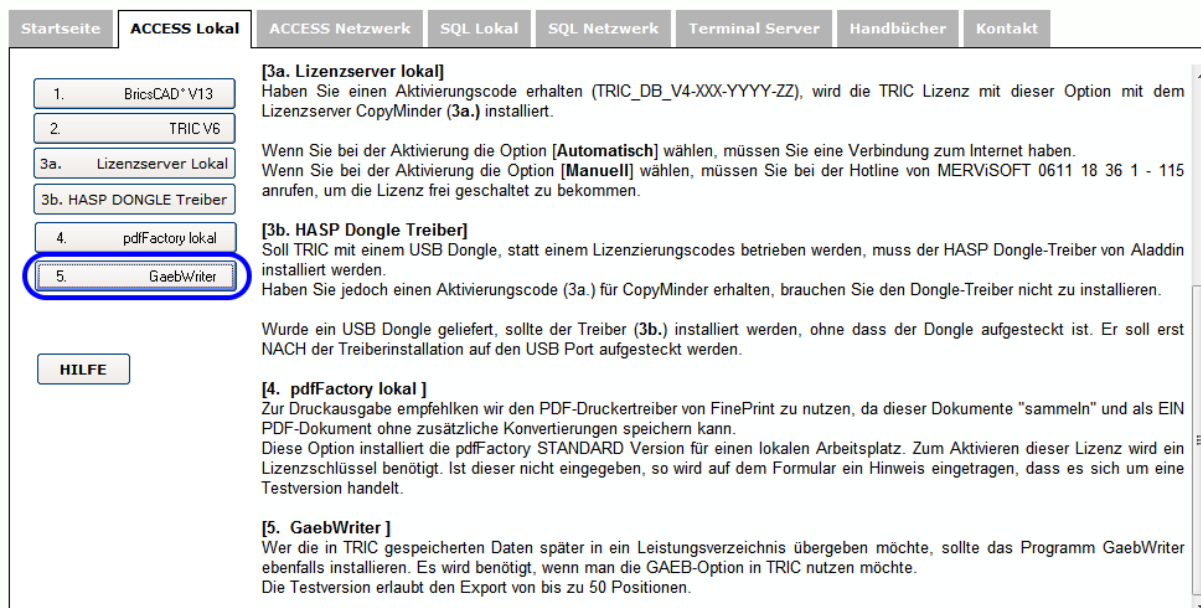 Startseite ACCESS Lokal ACCESS Netzwerk SQL Lokal SQL Netzwerk Terminal Server Handbücher Kontakt
1. BricsCAD° V13
2. TRIC V6
3a. Lizenzserver Lokal
3b. HASP DONGLE Treiber
4. pdfFactory lokal
5. GaebWriter
HILFE
[3a. Lizenzserver lokal]
Haben Sie einen Aktivierungscode erhalten (TRIC_DB_V4-XXX-YYYY-ZZ), wird die TRIC Lizenz mit dieser Option mit dem
Lizenzserver CopyMinder (3a.) installiert.
Wenn Sie bei der Aktivierung die Option [Automatisch] wählen, müssen Sie eine Verbindung zum Internet haben.
Wenn Sie bei der Aktivierung die Option [Manuell] wählen, müssen Sie bei der Hotline von MERViSOFT 0611 18 36 1 - 115
anrufen, um die Lizenz frei geschaltet zu bekommen.
[3b. HASP Dongle Treiber]
Soll TRIC mit einem USB Dongle, statt einem Lizenzierungscodes betrieben werden, muss der HASP Dongle-Treiber von Aladdin
installiert werden.
Haben Sie jedoch einen Aktivierungscode (3a.) für CopyMinder erhalten, brauchen Sie den Dongle-Treiber nicht zu installieren.
Wurde ein USB Dongle geliefert, sollte der Treiber (3b.) installiert werden, ohne dass der Dongle aufgesteckt ist. Er soll erst
NACH der Treiberinstallation auf den USB Port aufgesteckt werden.
[4. pdfFactory lokal ]
Zur Druckausgabe empfehlken wir den PDF-Druckertreiber von FinePrint zu nutzen, da dieser Dokumente "sammeln" und als EIN
PDF-Dokument ohne zusätzliche Konvertierungen speichern kann.
Diese Option installiert die pdfFactory STANDARD Version für einen lokalen Arbeitsplatz. Zum Aktivieren dieser Lizenz wird ein
Lizenzschlüssel benötigt. Ist dieser nicht eingegeben, so wird auf dem Formular ein Hinweis eingetragen, dass es sich um eine
Testversion handelt.
[5. GaebWriter ]
Wer die in TRIC gespeicherten Daten später in ein Leistungsverzeichnis übergeben möchte, sollte das Programm GaebWriter
ebenfalls installieren. Es wird benötigt, wenn man die GAEB-Option in TRIC nutzen möchte.
Die Testversion erlaubt den Export von bis zu 50 Positionen.